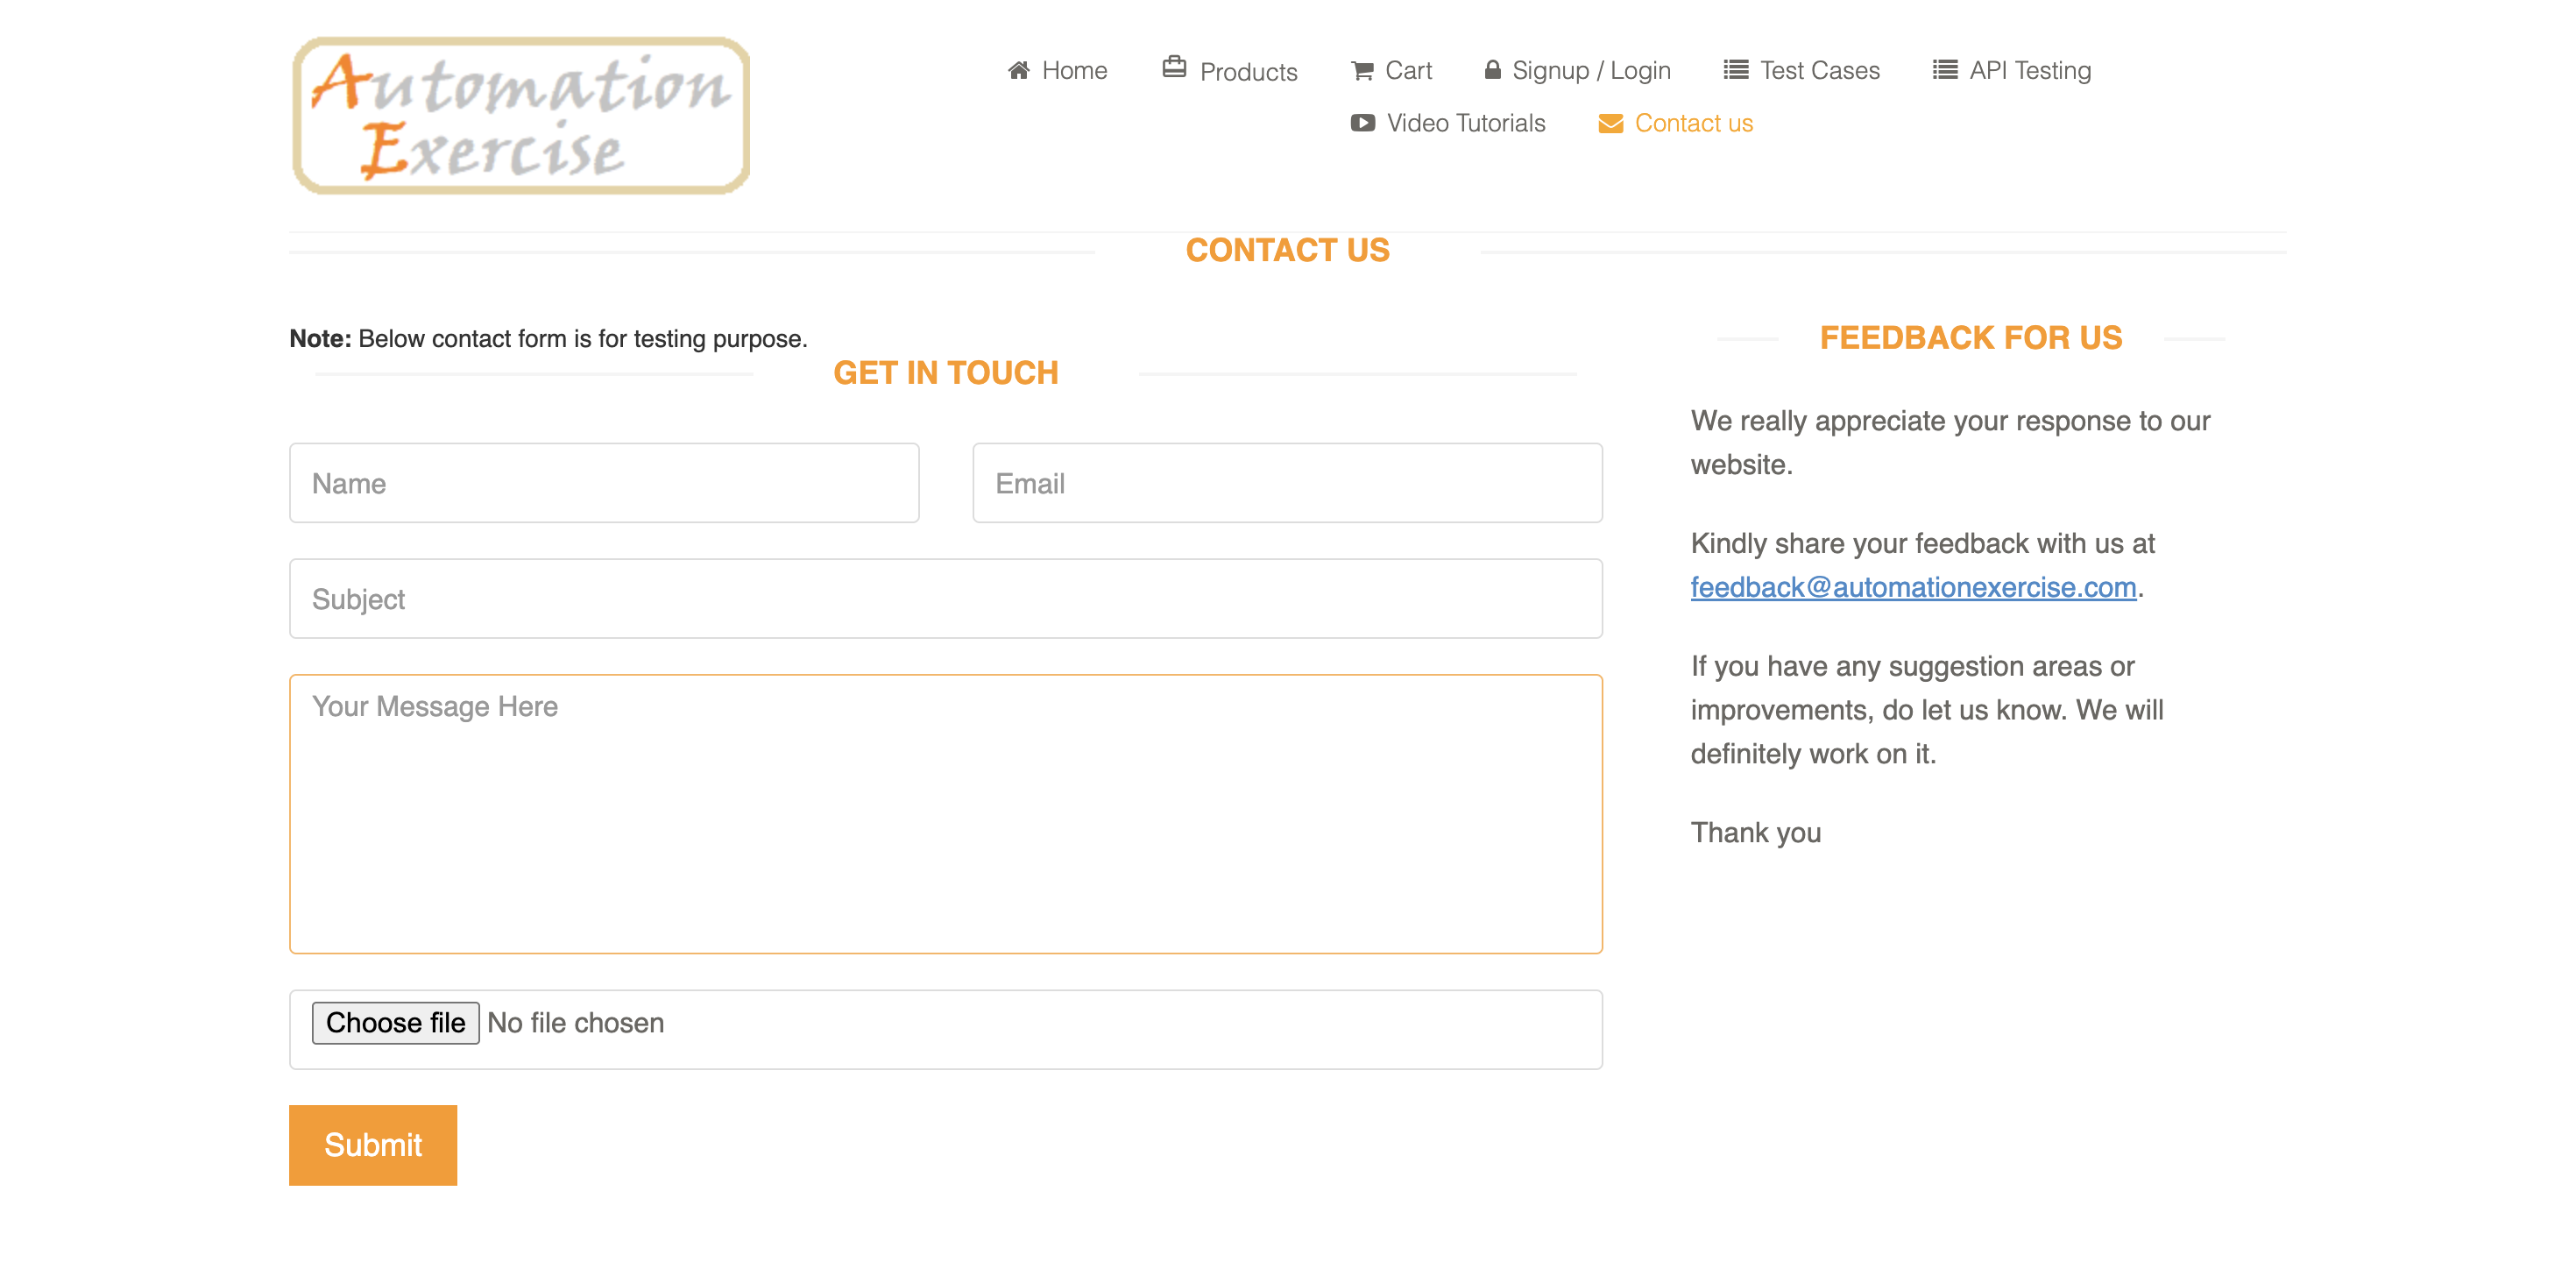 Automation
Exercise
Home Products Cart Signup / Login Test Cases API Testing
Video Tutorials Contact us
CONTACT US
Note: Below contact form is for testing purpose.
GET IN TOUCH
Name Email
Subject
Your Message Here
Choose file No file chosen
Submit
FEEDBACK FOR US
We really appreciate your response to our
website.
Kindly share your feedback with us at
feedback@automationexercise.com.
If you have any suggestion areas or
improvements, do let us know. We will
definitely work on it.
Thank you